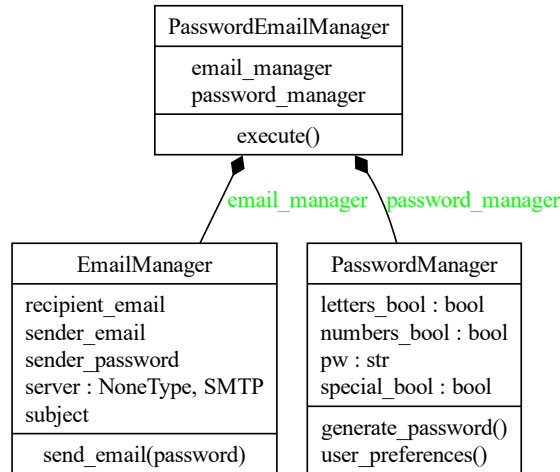 PasswordEmailManager
email_manager
password_manager
execute()
email_manager
password_manager
EmailManager
recipient_email
sender_email
sender_password
server : NoneType, SMTP
subject
send_email(password)
PasswordManager
letters_bool : bool
numbers_bool : bool
pw : str
special_bool : bool
generate_password()
user_preferences()